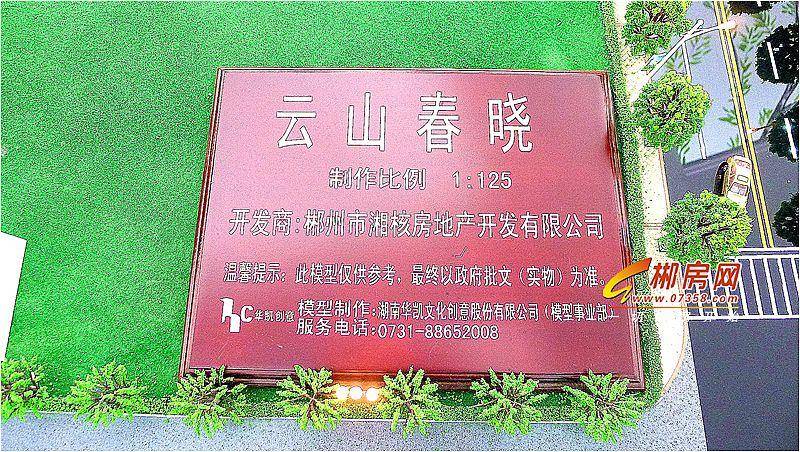 云山春晓
制作比例 1:125
开发商:郴州市湘核房地产开发有限公司
温馨提示：此模型仅供参考，最终以政府批文（实物）为准。
HC华凯创意 模型制作:湖南华凯文化创意股份有限公司（模型事业部）
服务电话:0731-88652008
郴房网
www.07358.com